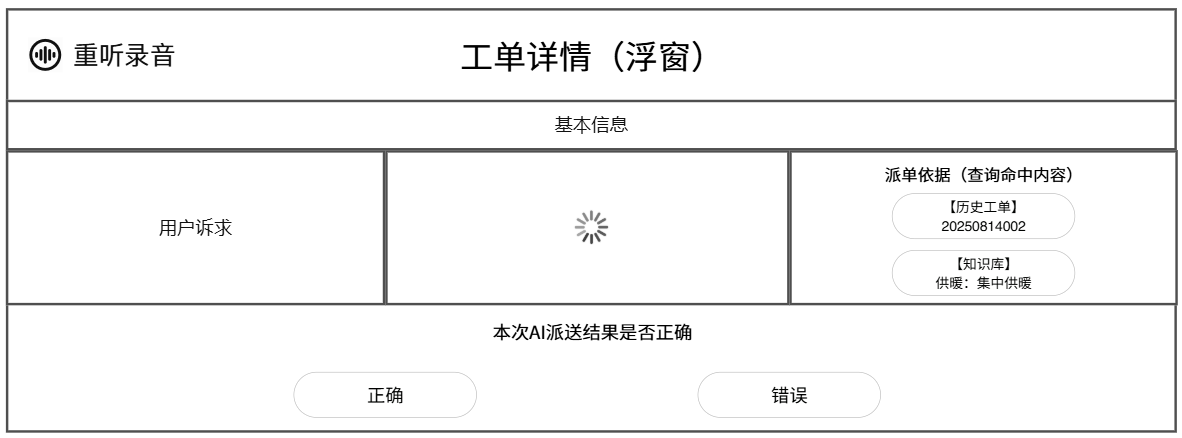 重听录音
工单详情（浮窗）
基本信息
用户诉求
派单依据（查询命中内容）
【历史工单】
20250814002
【知识库】
供暖：集中供暖
本次AI派送结果是否正确
正确
错误